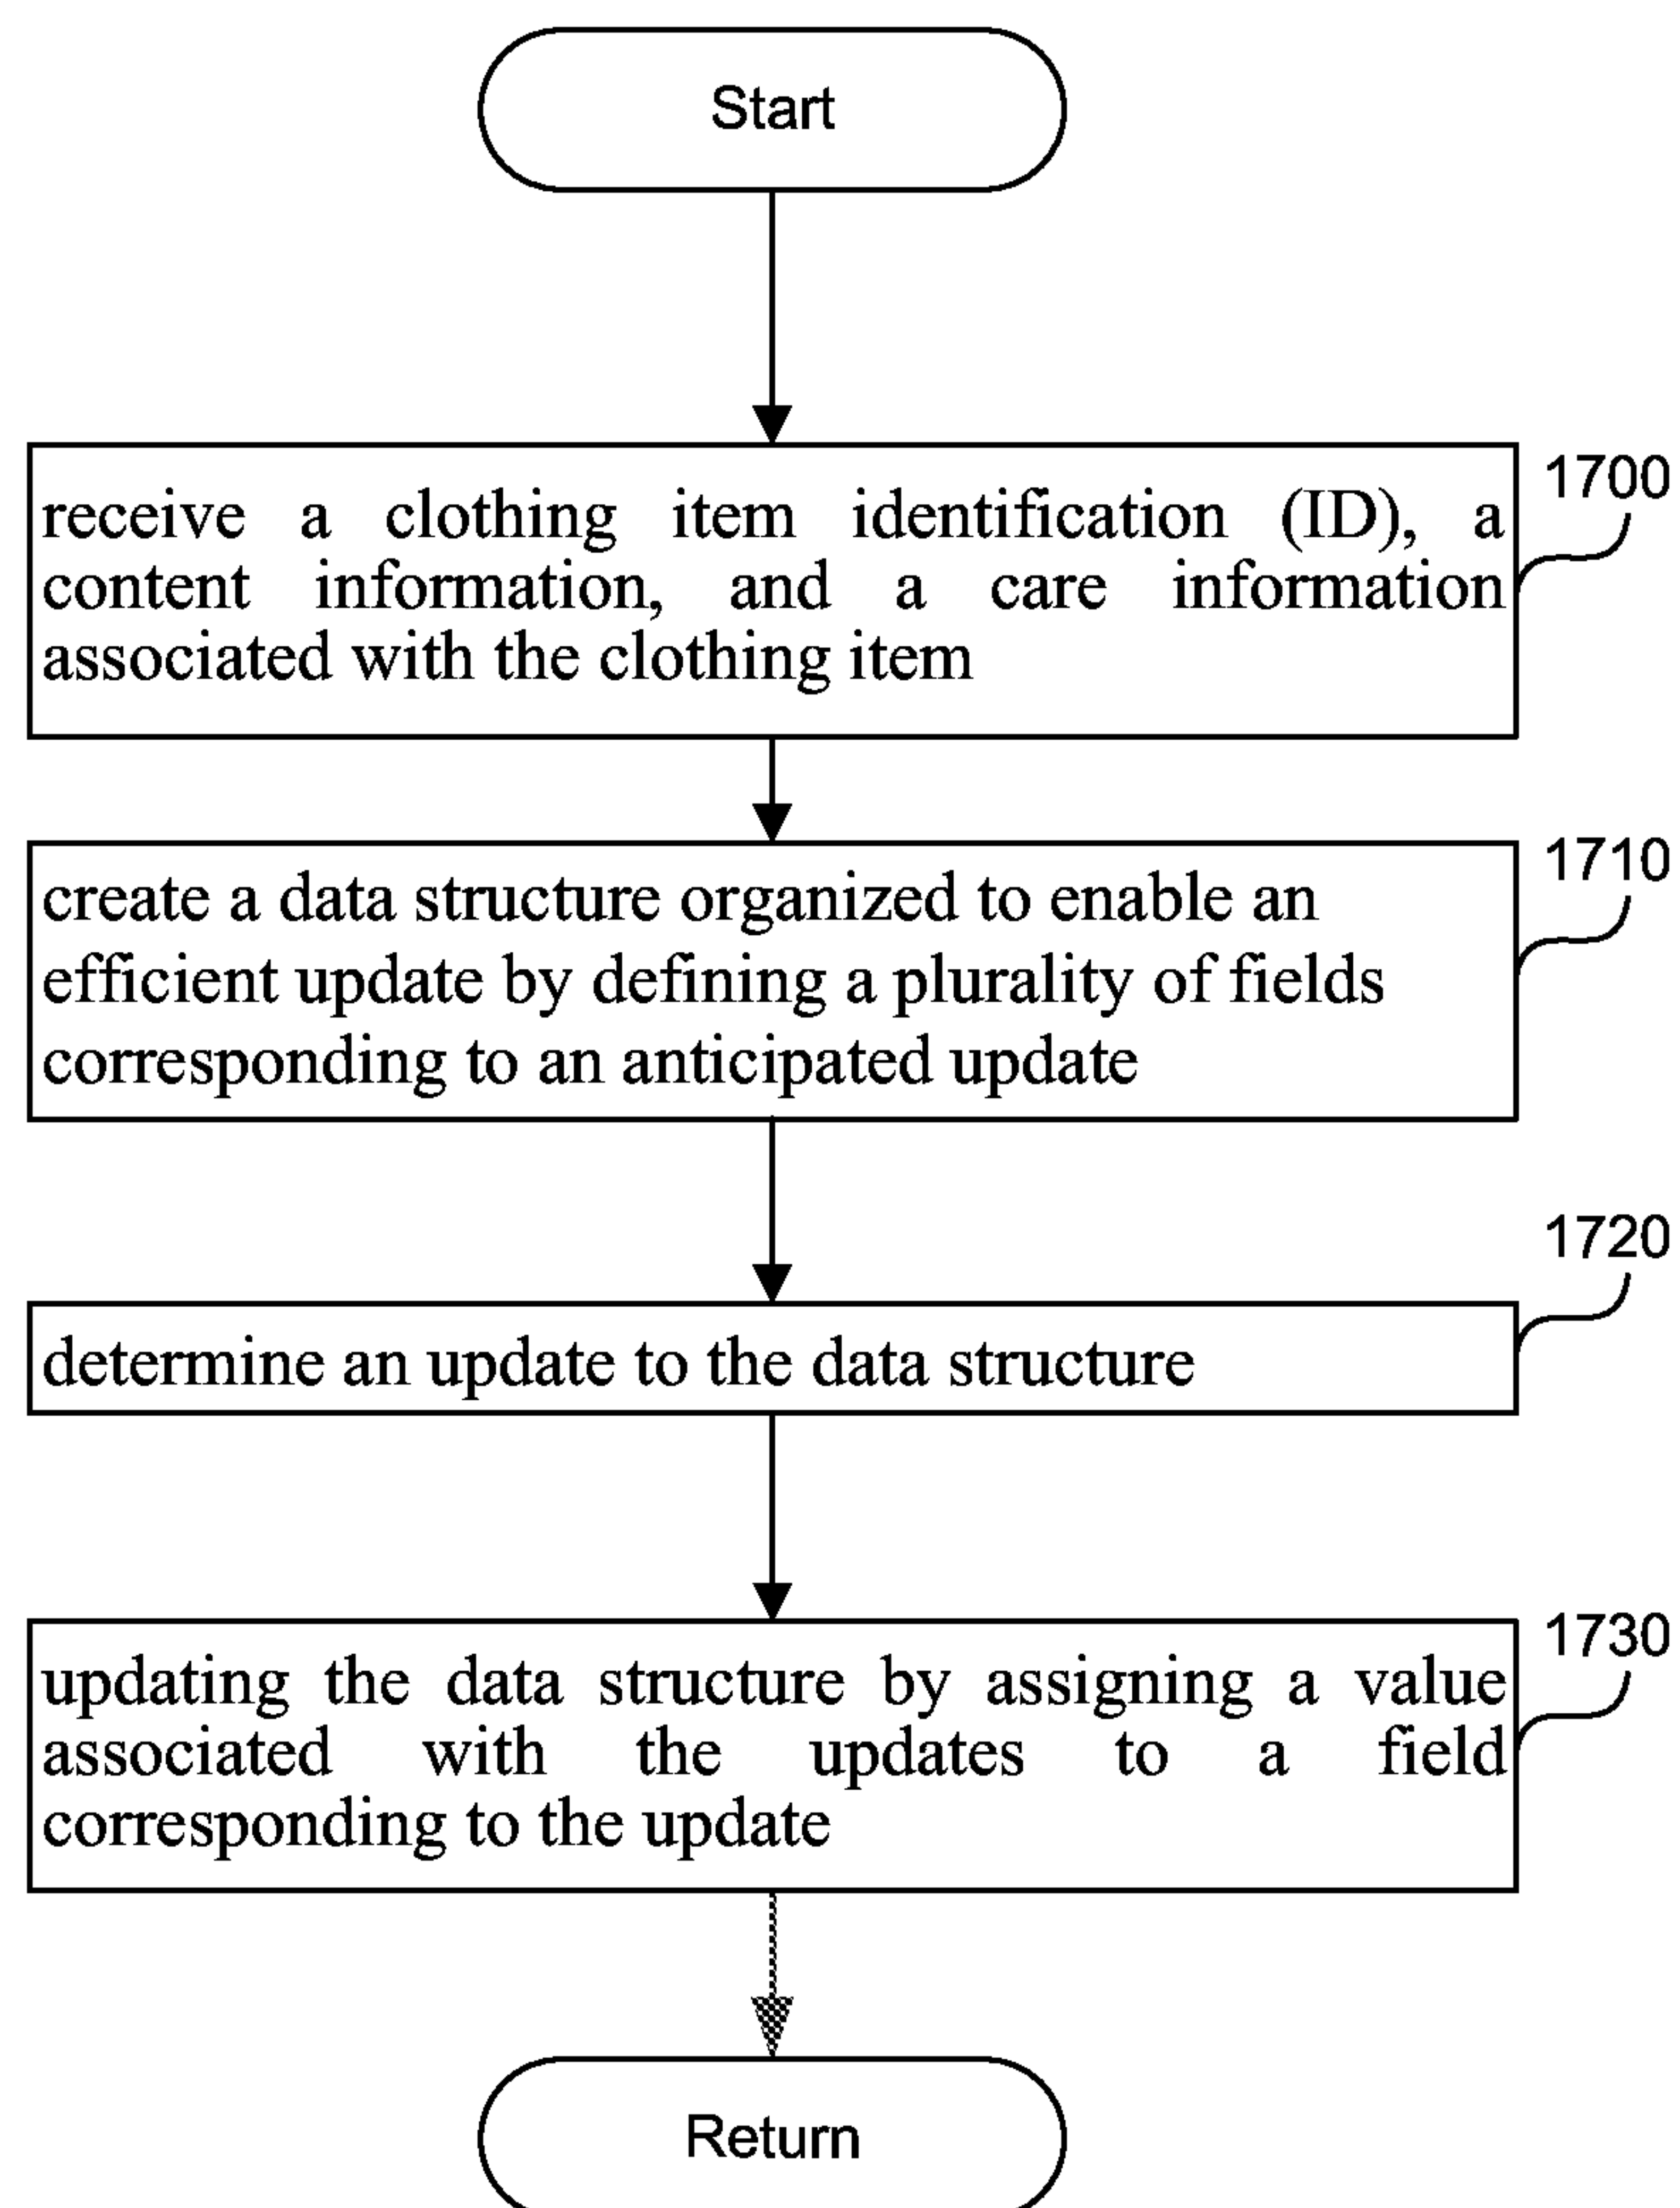 Start
1700
receive a clothing item identification (ID), a
content information, and a care information
associated with the clothing item
1710
create a data structure organized to enable an
efficient update by defining a plurality of fields
corresponding to an anticipated update
1720
determine an update to the data structure
1730
updating the data structure by assigning a value
associated with the updates to a field
corresponding to the update
Return